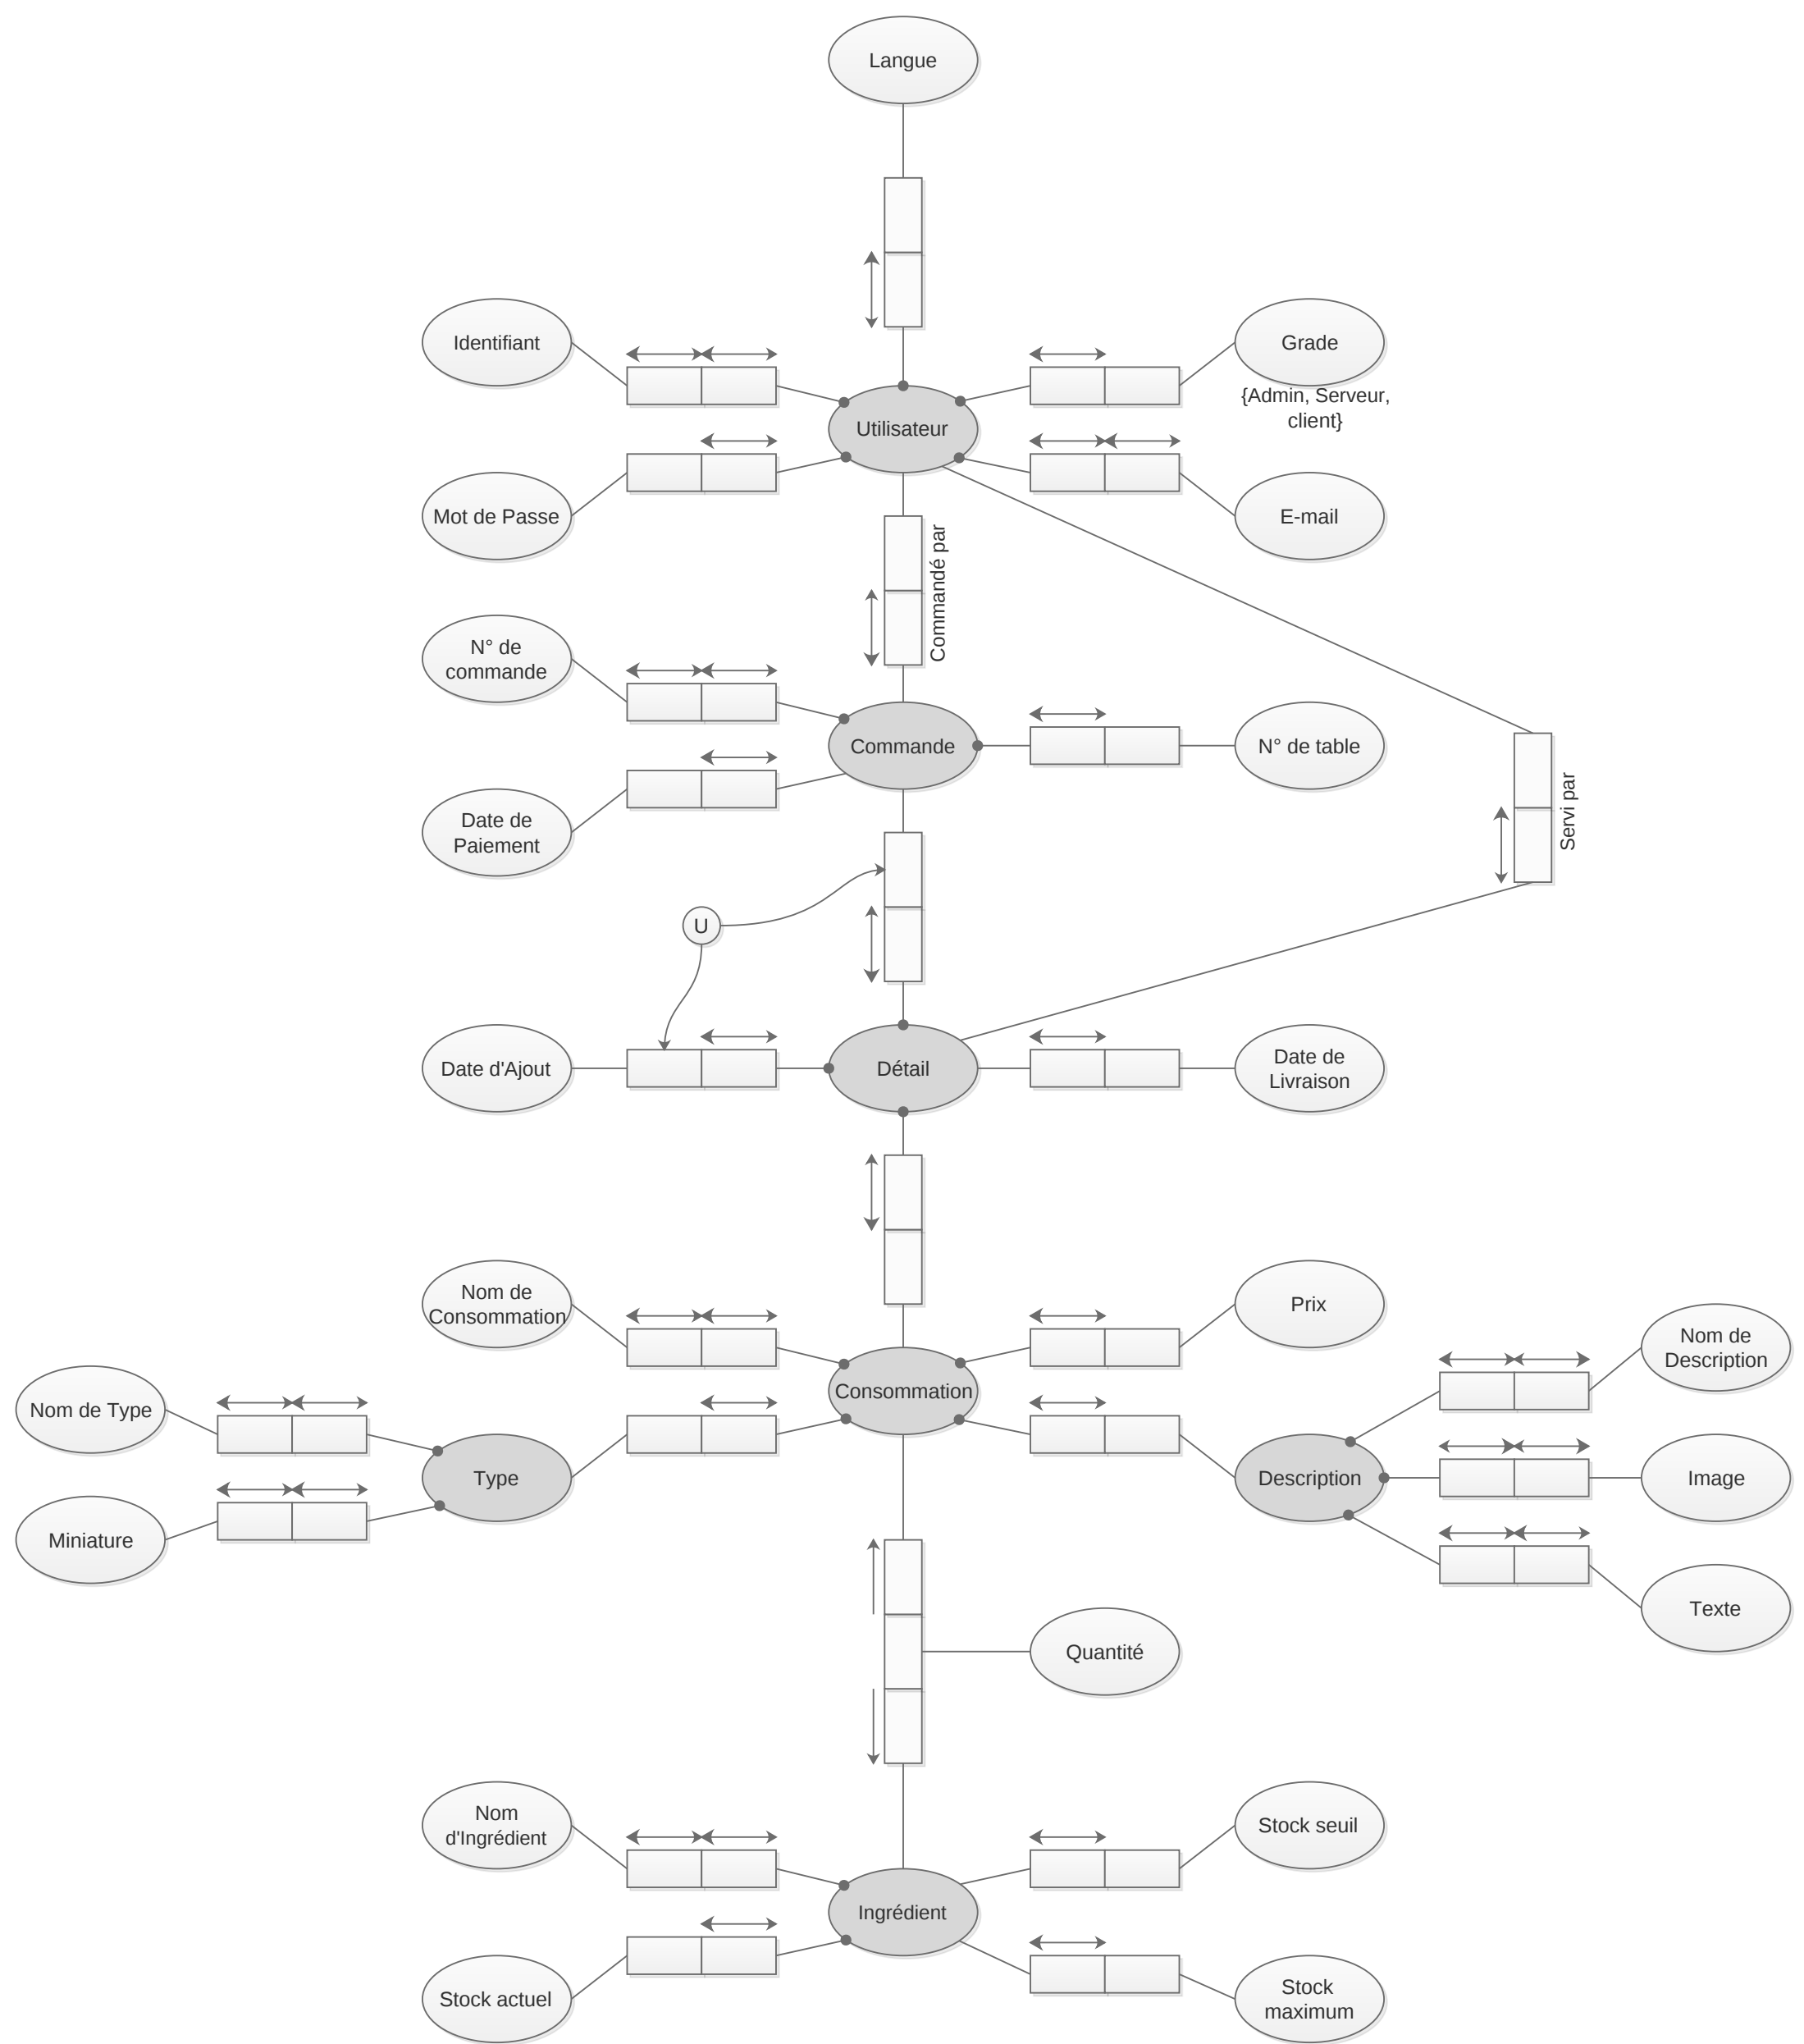 Langue
Identifiant
Grade
{Admin, Serveur,
client}
Utilisateur
Mot de Passe
E-mail
Commandé par
N° de
commande
Commande
N° de table
Date de
Paiement
Servi par
U
Date d'Ajout
Détail
Date de
Livraison
Nom de
Consommation
Prix
Nom de
Description
Consommation
Nom de Type
Type
Description
Image
Miniature
Texte
Quantité
Nom
d'Ingrédient
Stock seuil
Ingrédient
Stock actuel
Stock
maximum